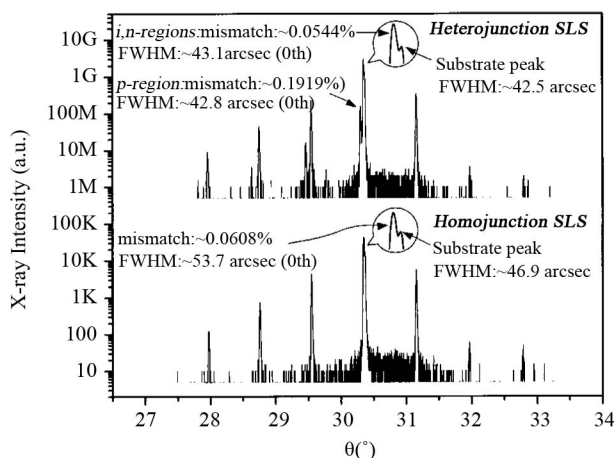 i,n-regions:mismatch:~0.0544%
FWHM:~43.1arcsec (0th)
Heterojunction SLS
p-region:mismatch:~0.1919%)
FWHM:~42.8 arcsec (0th)
Substrate peak
FWHM:~42.5 arcsec
10G
1G
100M
10M
1M
mismatch:~0.0608%
FWHM:~53.7 arcsec (0th)
Homojunction SLS
Substrate peak
FWHM:~46.9 arcsec
100K
10K
1K
100
10
X-ray Intensity (a.u.)
27 28 29 30 31 32 33 34
θ(°)